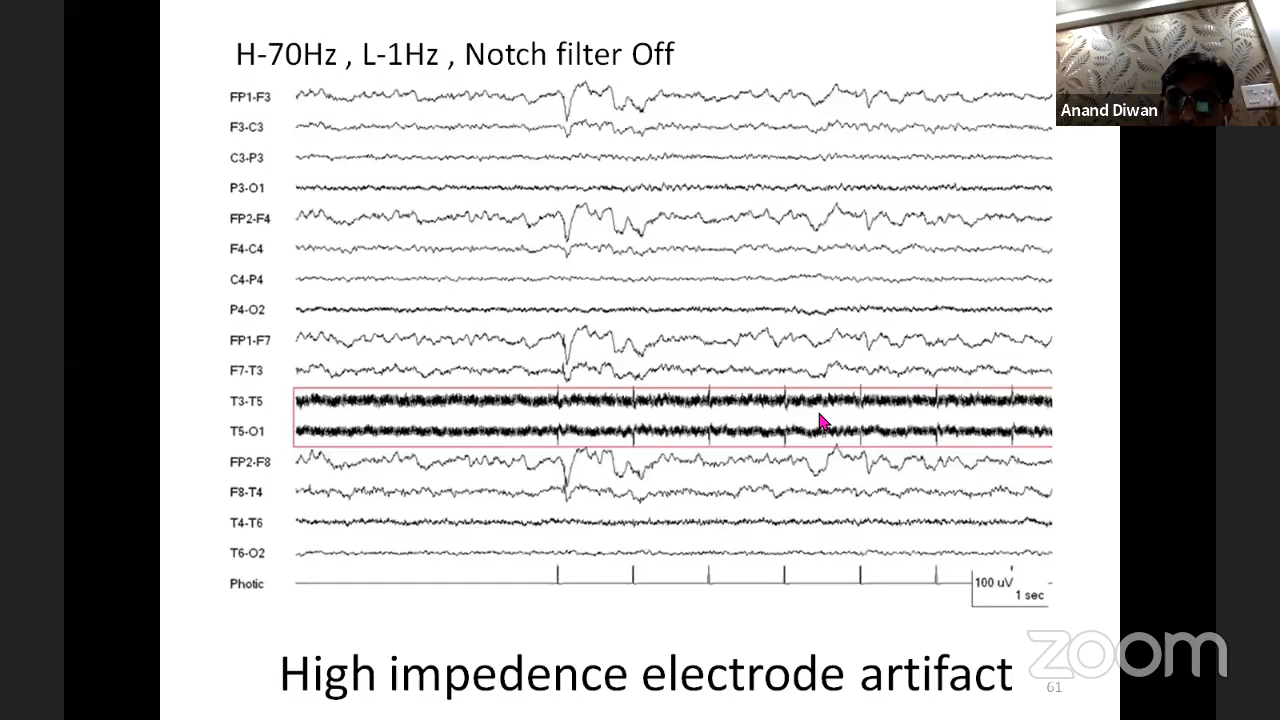 H-70Hz , L-1Hz , Notch filter Off
Anand Diwan
FP1-F3
F3-C3
C3-P3
P3-O1
FP2-F4
F4-C4
C4-P4
P4-O2
FP1-F7
F7-T3
T3-T5
T5-O1
FP2-F8
F8-T4
T4-T6
T6-O2
Photic
100 uV
1 sec
High impedence electrode artifact
zoom
61